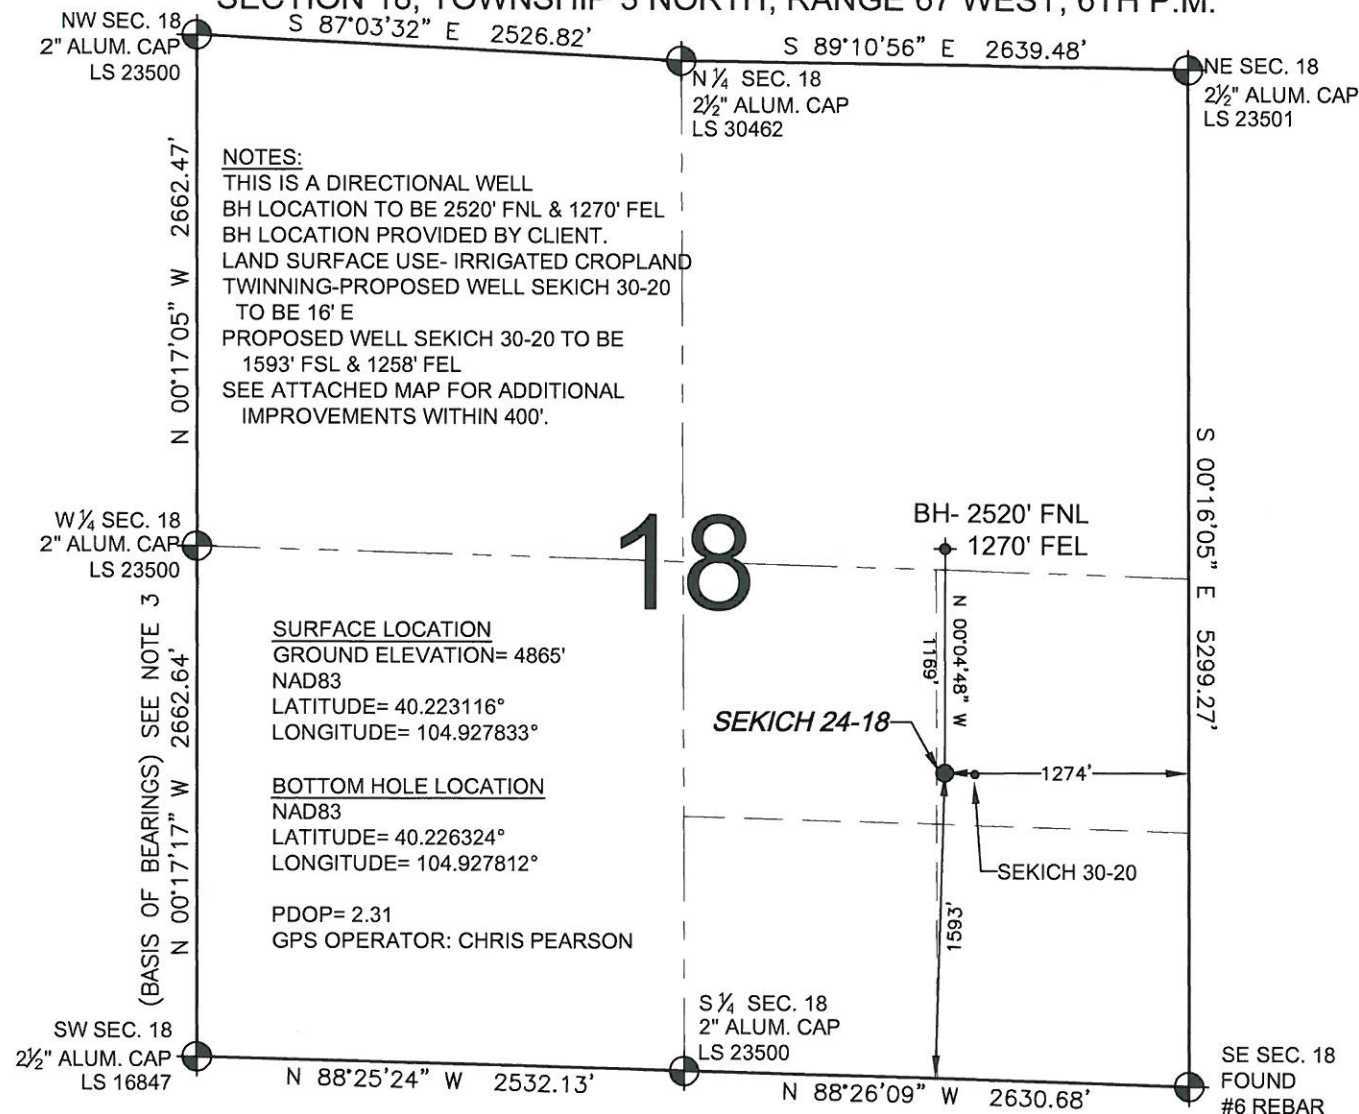 SECTION 18, TOWNSHIP 3 NORTH, RANGE 67 WEST, 6TH P.M.
NW SEC. 18
2" ALUM. CAP
LS 23500
S 87°03'32" E 2526.82'
S 89°10'56" E 2639.48'
N ¼ SEC. 18
2½" ALUM. CAP
LS 30462
NE SEC. 18
2½" ALUM. CAP
LS 23501
N 00°17'05" W 2662.47'
NOTES:
THIS IS A DIRECTIONAL WELL
BH LOCATION TO BE 2520' FNL & 1270' FEL
BH LOCATION PROVIDED BY CLIENT.
LAND SURFACE USE- IRRIGATED CROPLAND
TWINNING-PROPOSED WELL SEKICH 30-20
TO BE 16' E
PROPOSED WELL SEKICH 30-20 TO BE
1593' FSL & 1258' FEL
SEE ATTACHED MAP FOR ADDITIONAL
IMPROVEMENTS WITHIN 400'.
S 00°16'05" E 5299.27'
W ¼ SEC. 18
2" ALUM. CAP
LS 23500
18
BH- 2520' FNL
1270' FEL
N 00°04'48" W
1169'
(BASIS OF BEARINGS) SEE NOTE 3
N 00°17'17" W 2662.64'
SURFACE LOCATION
GROUND ELEVATION= 4865'
NAD83
LATITUDE= 40.223116°
LONGITUDE= 104.927833°
SEKICH 24-18
1274'
BOTTOM HOLE LOCATION
NAD83
LATITUDE= 40.226324°
LONGITUDE= 104.927812°
SEKICH 30-20
1593'
PDOP= 2.31
GPS OPERATOR: CHRIS PEARSON
SW SEC. 18
2½" ALUM. CAP
LS 16847
S ¼ SEC. 18
2" ALUM. CAP
LS 23500
SE SEC. 18
FOUND
#6 REBAR
N 88°25'24" W 2532.13'
N 88°26'09" W 2630.68'